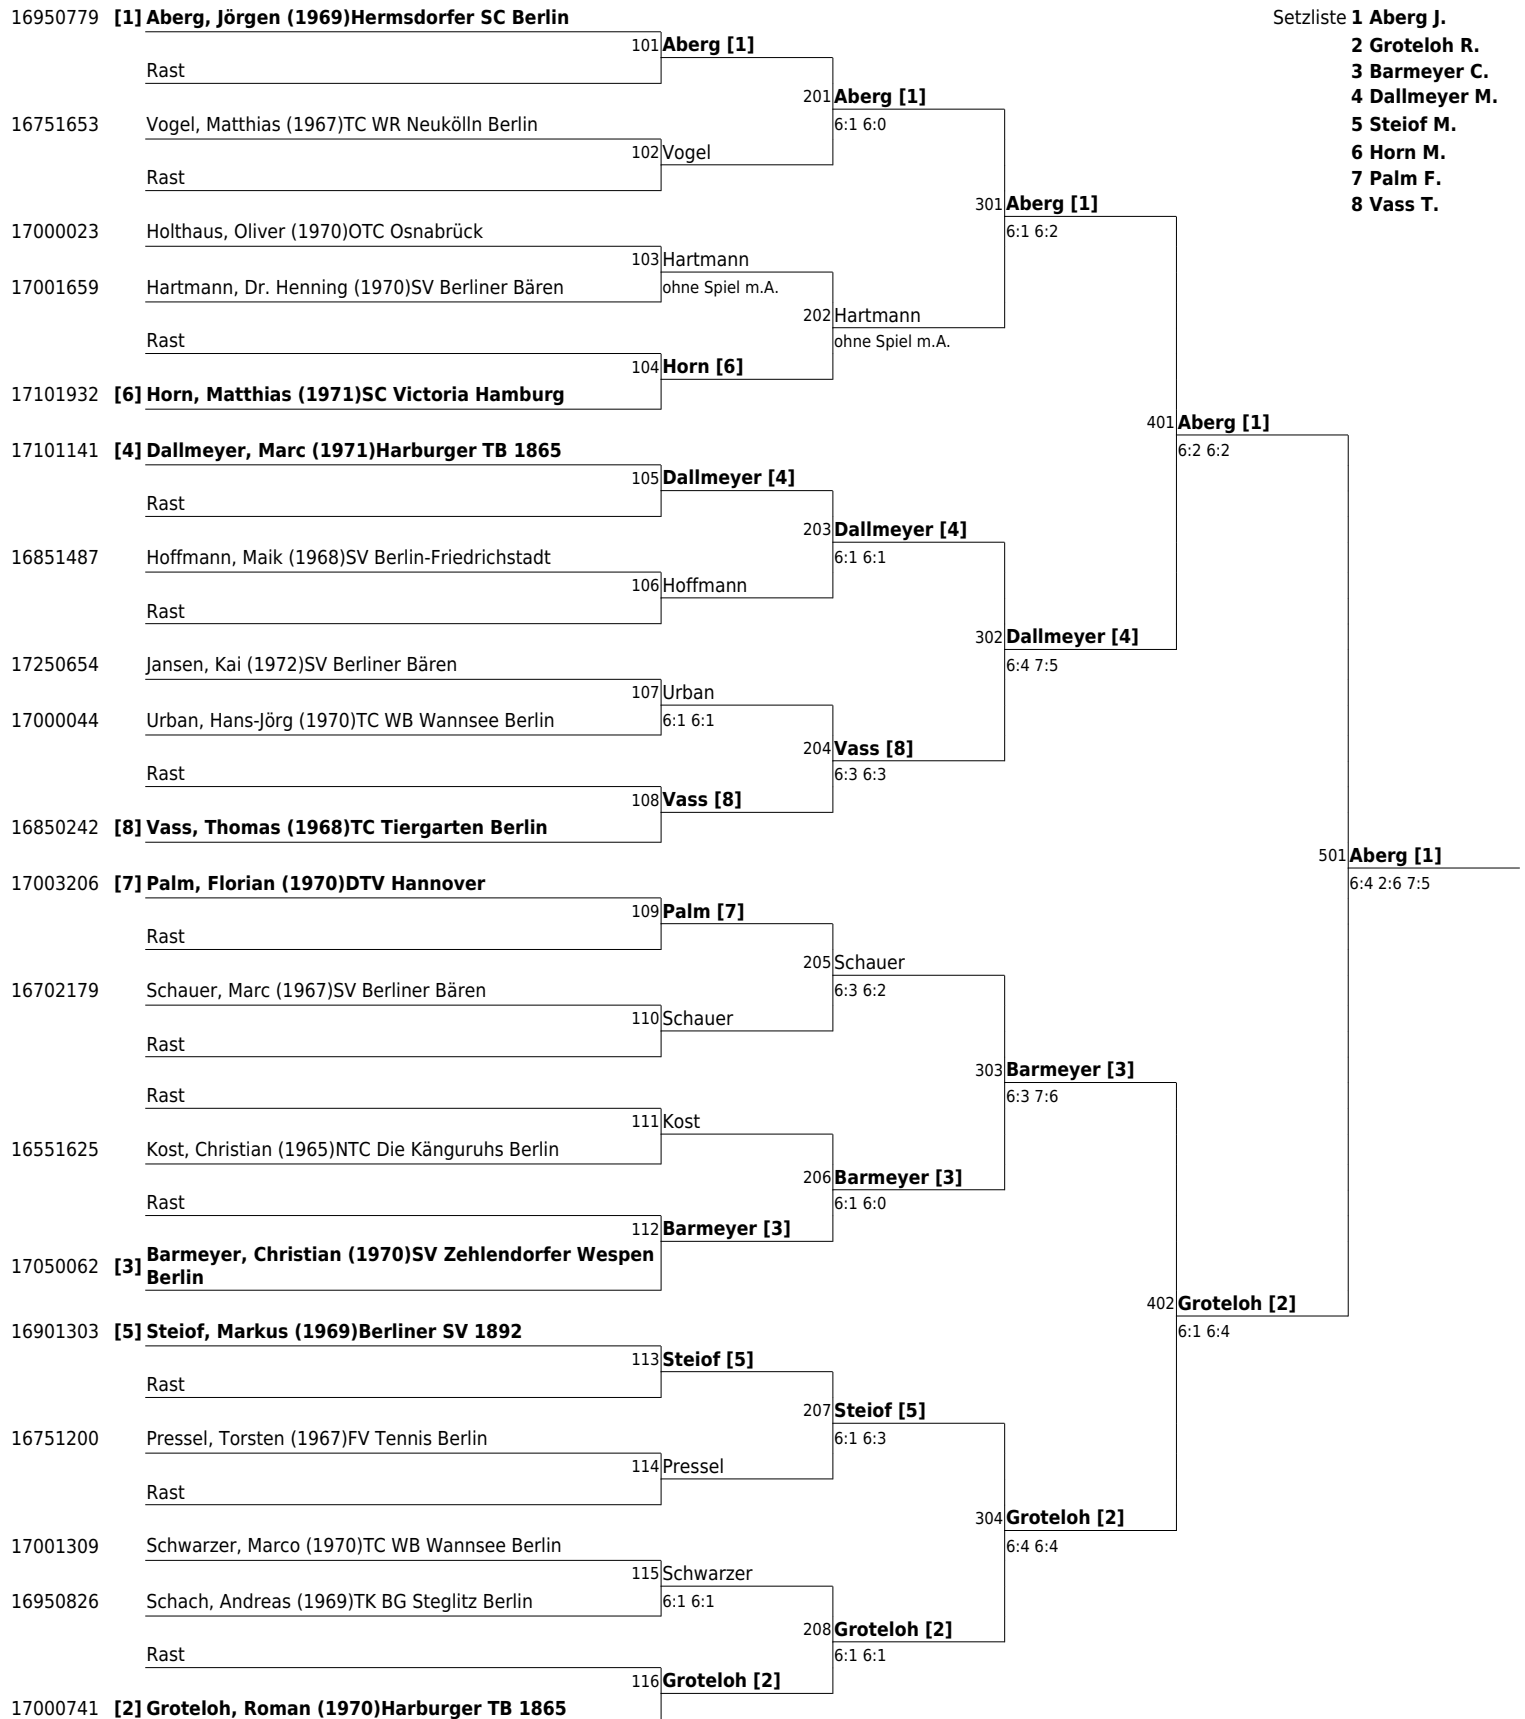 16950779 [1] Aberg, Jörgen (1969)Hermsdorfer SC Berlin
Setzliste 1 Aberg J.
101 Aberg [1]
2 Groteloh R.
Rast
3 Barmeyer C.
201 Aberg [1]
4 Dallmeyer M.
16751653 Vogel, Matthias (1967)TC WR Neukölln Berlin
6:1 6:0
5 Steiof M.
102 Vogel
6 Horn M.
Rast
7 Palm F.
301 Aberg [1]
8 Vass T.
17000023 Holthaus, Oliver (1970)OTC Osnabrück
6:1 6:2
103 Hartmann
17001659 Hartmann, Dr. Henning (1970)SV Berliner Bären
ohne Spiel m.A.
202 Hartmann
Rast
ohne Spiel m.A.
104 Horn [6]
17101932 [6] Horn, Matthias (1971)SC Victoria Hamburg
401 Aberg [1]
17101141 [4] Dallmeyer, Marc (1971)Harburger TB 1865
6:2 6:2
105 Dallmeyer [4]
Rast
203 Dallmeyer [4]
16851487 Hoffmann, Maik (1968)SV Berlin-Friedrichstadt
6:1 6:1
106 Hoffmann
Rast
302 Dallmeyer [4]
17250654 Jansen, Kai (1972)SV Berliner Bären
6:4 7:5
107 Urban
17000044 Urban, Hans-Jörg (1970)TC WB Wannsee Berlin
6:1 6:1
204 Vass [8]
Rast
6:3 6:3
108 Vass [8]
16850242 [8] Vass, Thomas (1968)TC Tiergarten Berlin
501 Aberg [1]
17003206 [7] Palm, Florian (1970)DTV Hannover
6:4 2:6 7:5
109 Palm [7]
Rast
205 Schauer
16702179 Schauer, Marc (1967)SV Berliner Bären
6:3 6:2
110 Schauer
Rast
303 Barmeyer [3]
Rast
6:3 7:6
111 Kost
16551625 Kost, Christian (1965)NTC Die Känguruhs Berlin
206 Barmeyer [3]
Rast
6:1 6:0
112 Barmeyer [3]
17050062 [3] Barmeyer, Christian (1970)SV Zehlendorfer Wespen
Berlin
402 Groteloh [2]
16901303 [5] Steiof, Markus (1969)Berliner SV 1892
6:1 6:4
113 Steiof [5]
Rast
207 Steiof [5]
16751200 Pressel, Torsten (1967)FV Tennis Berlin
6:1 6:3
114 Pressel
Rast
304 Groteloh [2]
17001309 Schwarzer, Marco (1970)TC WB Wannsee Berlin
6:4 6:4
115 Schwarzer
16950826 Schach, Andreas (1969)TK BG Steglitz Berlin
6:1 6:1
208 Groteloh [2]
Rast
6:1 6:1
116 Groteloh [2]
17000741 [2] Groteloh, Roman (1970)Harburger TB 1865